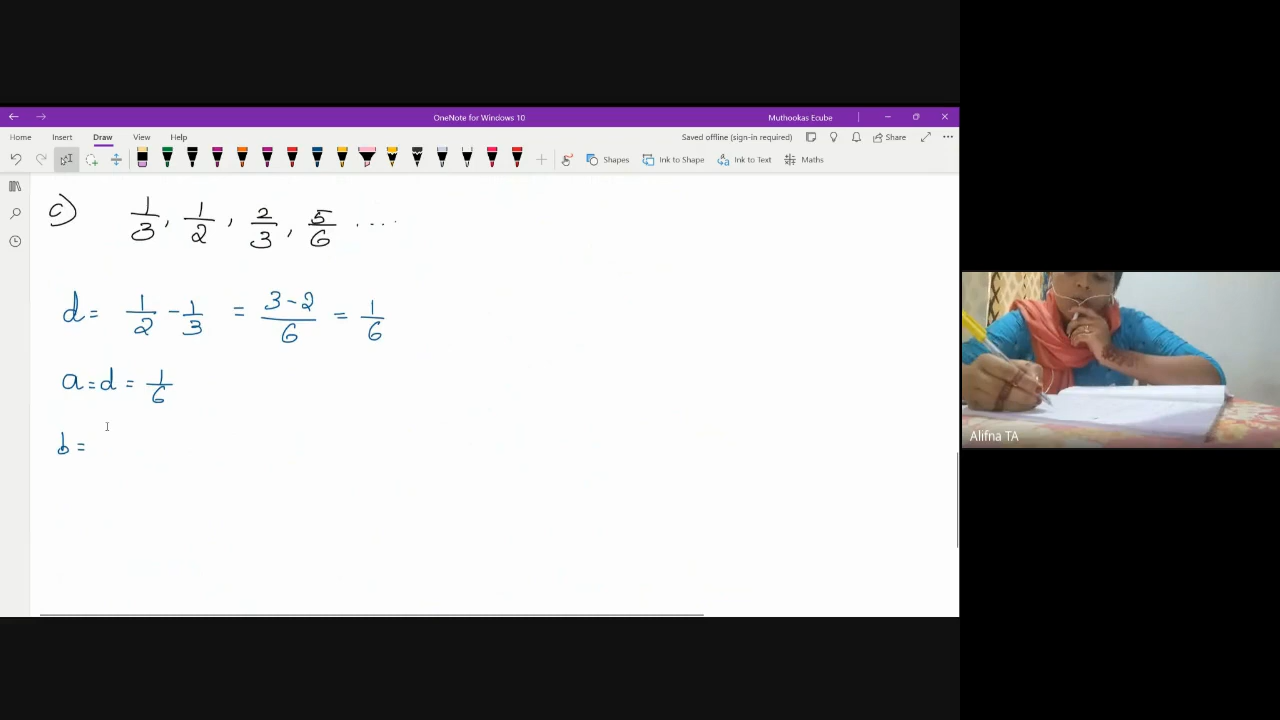 OneNote for Windows 10
Muthookas Ecube
Home Insert Draw View Help
Saved offline (sign-in required)
Share
Shapes
Ink to Shape
Ink to Text
Maths
c) 1/3, 1/2, 2/3, 5/6 ....
d = 1/2 - 1/3 = 3-2/6 = 1/6
a = d = 1/6
b =
Alifna TA